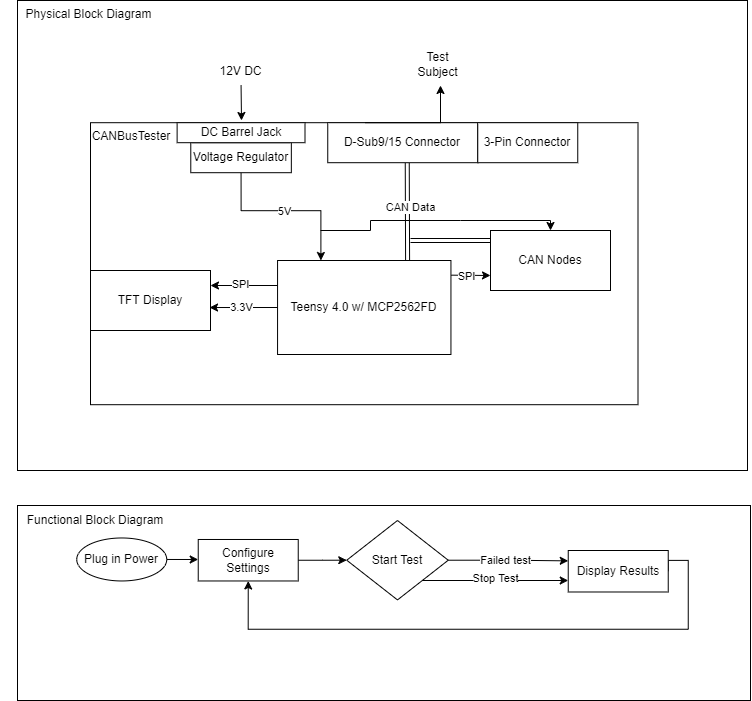 Physical Block Diagram
12V DC
Test
Subject
CANBusTester
DC Barrel Jack
Voltage Regulator
D-Sub9/15 Connector
3-Pin Connector
5V
CAN Data
CAN Nodes
SPI
SPI
TFT Display
3.3V
Teensy 4.0 w/ MCP2562FD
Functional Block Diagram
Plug in Power
Configure
Settings
Start Test
Failed test
Stop Test
Display Results